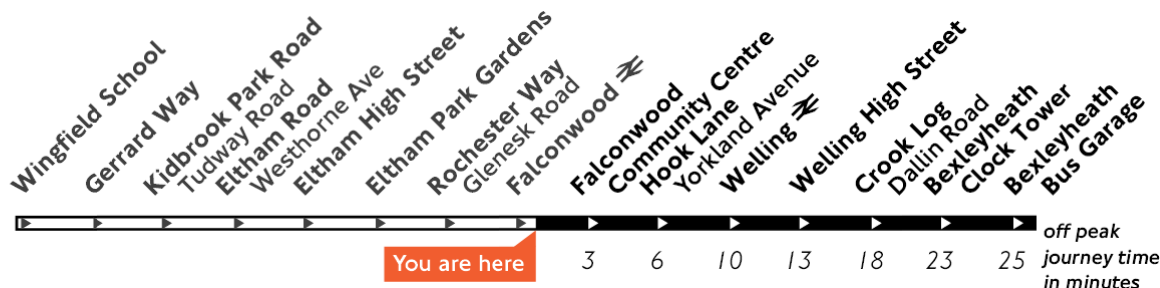 Wingfield School
Gerrard Way
Kidbrook Park Road
Tudway Road
Eltham Road
Westhorne Ave
Eltham High Street
Eltham Park Gardens
Rochester Way
Glenesk Road
Falconwood
Falconwood
Community Centre
Hook Lane
Yorkland Avenue
Welling
Welling High Street
Crook Log
Dallin Road
Bexleyheath
Clock Tower
Bexleyheath
Bus Garage
You are here
3 6 10 13 18 23 25
off peak
journey time
in minutes